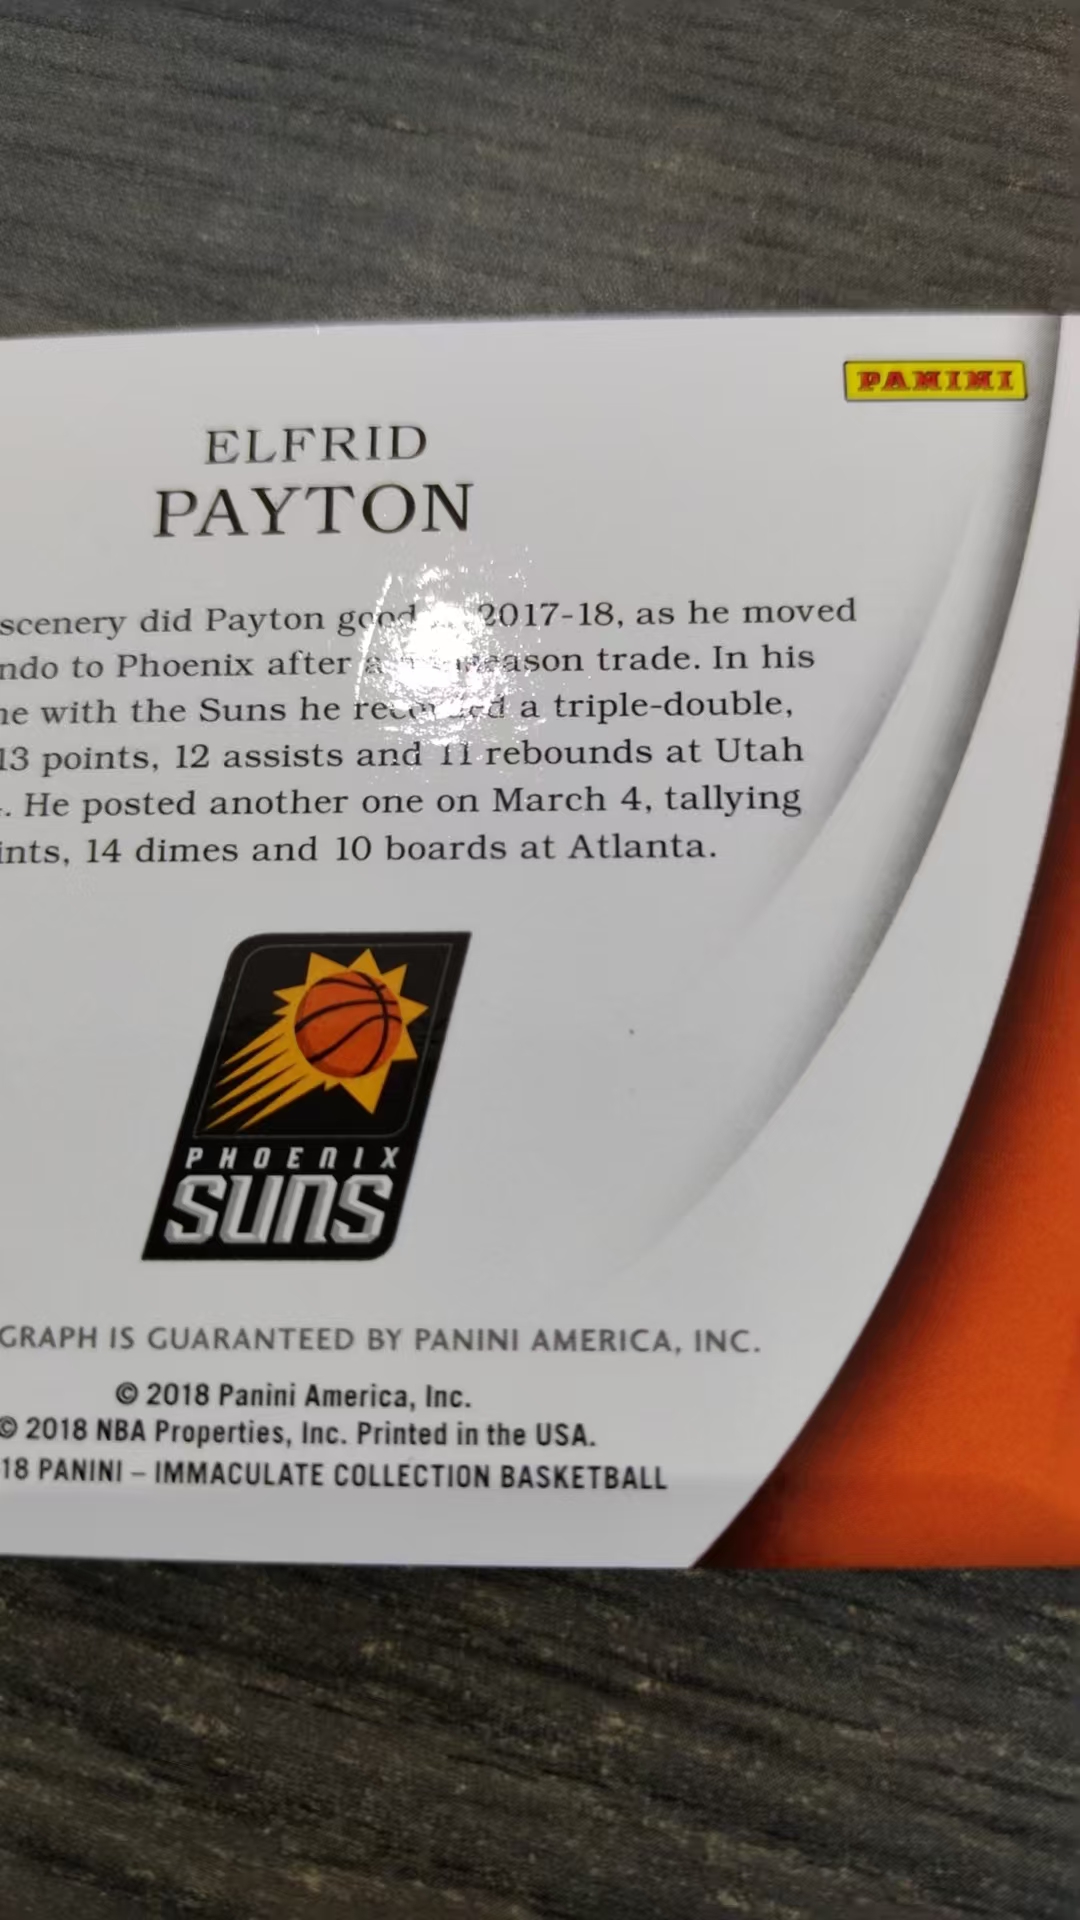 PANINI
ELFRID
PAYTON
scenery did Payton good 2017-18, as he moved
ndo to Phoenix after a season trade. In his
ne with the Suns he recorded a triple-double,
13 points, 12 assists and 11 rebounds at Utah
. He posted another one on March 4, tallying
ints, 14 dimes and 10 boards at Atlanta.
PHOENIX
SUNS
GRAPH IS GUARANTEED BY PANINI AMERICA, INC.
© 2018 Panini America, Inc.
© 2018 NBA Properties, Inc. Printed in the USA.
18 PANINI – IMMACULATE COLLECTION BASKETBALL